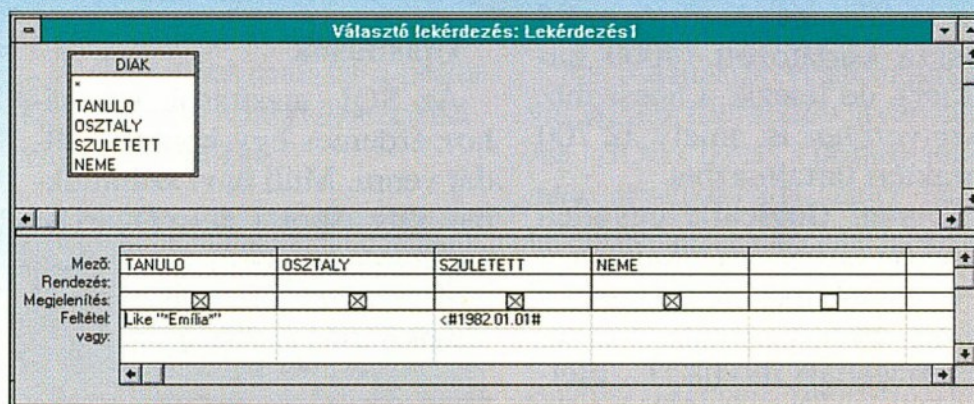 Választó lekérdezés: Lekérdezés1
DIAK
*
TANULO
OSZTALY
SZULETETT
NEME
Mező: TANULO OSZTALY SZULETETT NEME
Rendezés:
Megjelenítés:
Feltétel: Like "*Emília*" <#1982.01.01#
vagy: